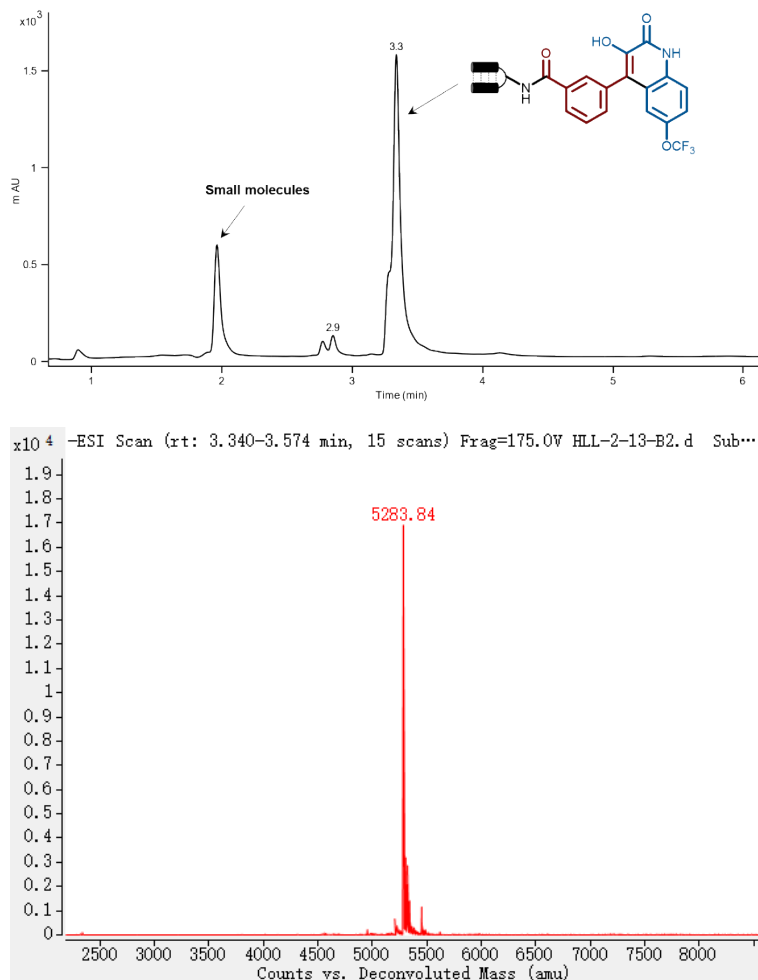 x10³
3.3
O
HO
O
NH
N
H
OCF₃
1.5
1
0.5
0
m AU
Small molecules
2.9
1 2 3 4 5 6
Time (min)
x10 4 -ESI Scan (rt: 3.340-3.574 min, 15 scans) Frag=175.0V HLL-2-13-B2.d Sub···
1.9
1.8
5283.84
1.7
1.6
1.5
1.4
1.3
1.2
1.1
1
0.9
0.8
0.7
0.6
0.5
0.4
0.3
0.2
0.1
0
2500 3000 3500 4000 4500 5000 5500 6000 6500 7000 7500 8000
Counts vs. Deconvoluted Mass (amu)